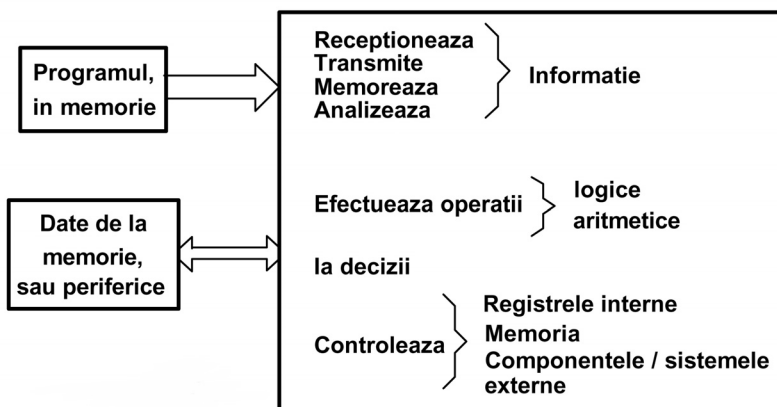 Programul,
in memorie
Receptioneaza
Transmite
Memoreaza
Analizeaza
Informatie
Efectueaza operatii
logice
aritmetice
Date de la
memorie,
sau periferice
Ia decizii
Controleaza
Registrele interne
Memoria
Componentele / sistemele
externe